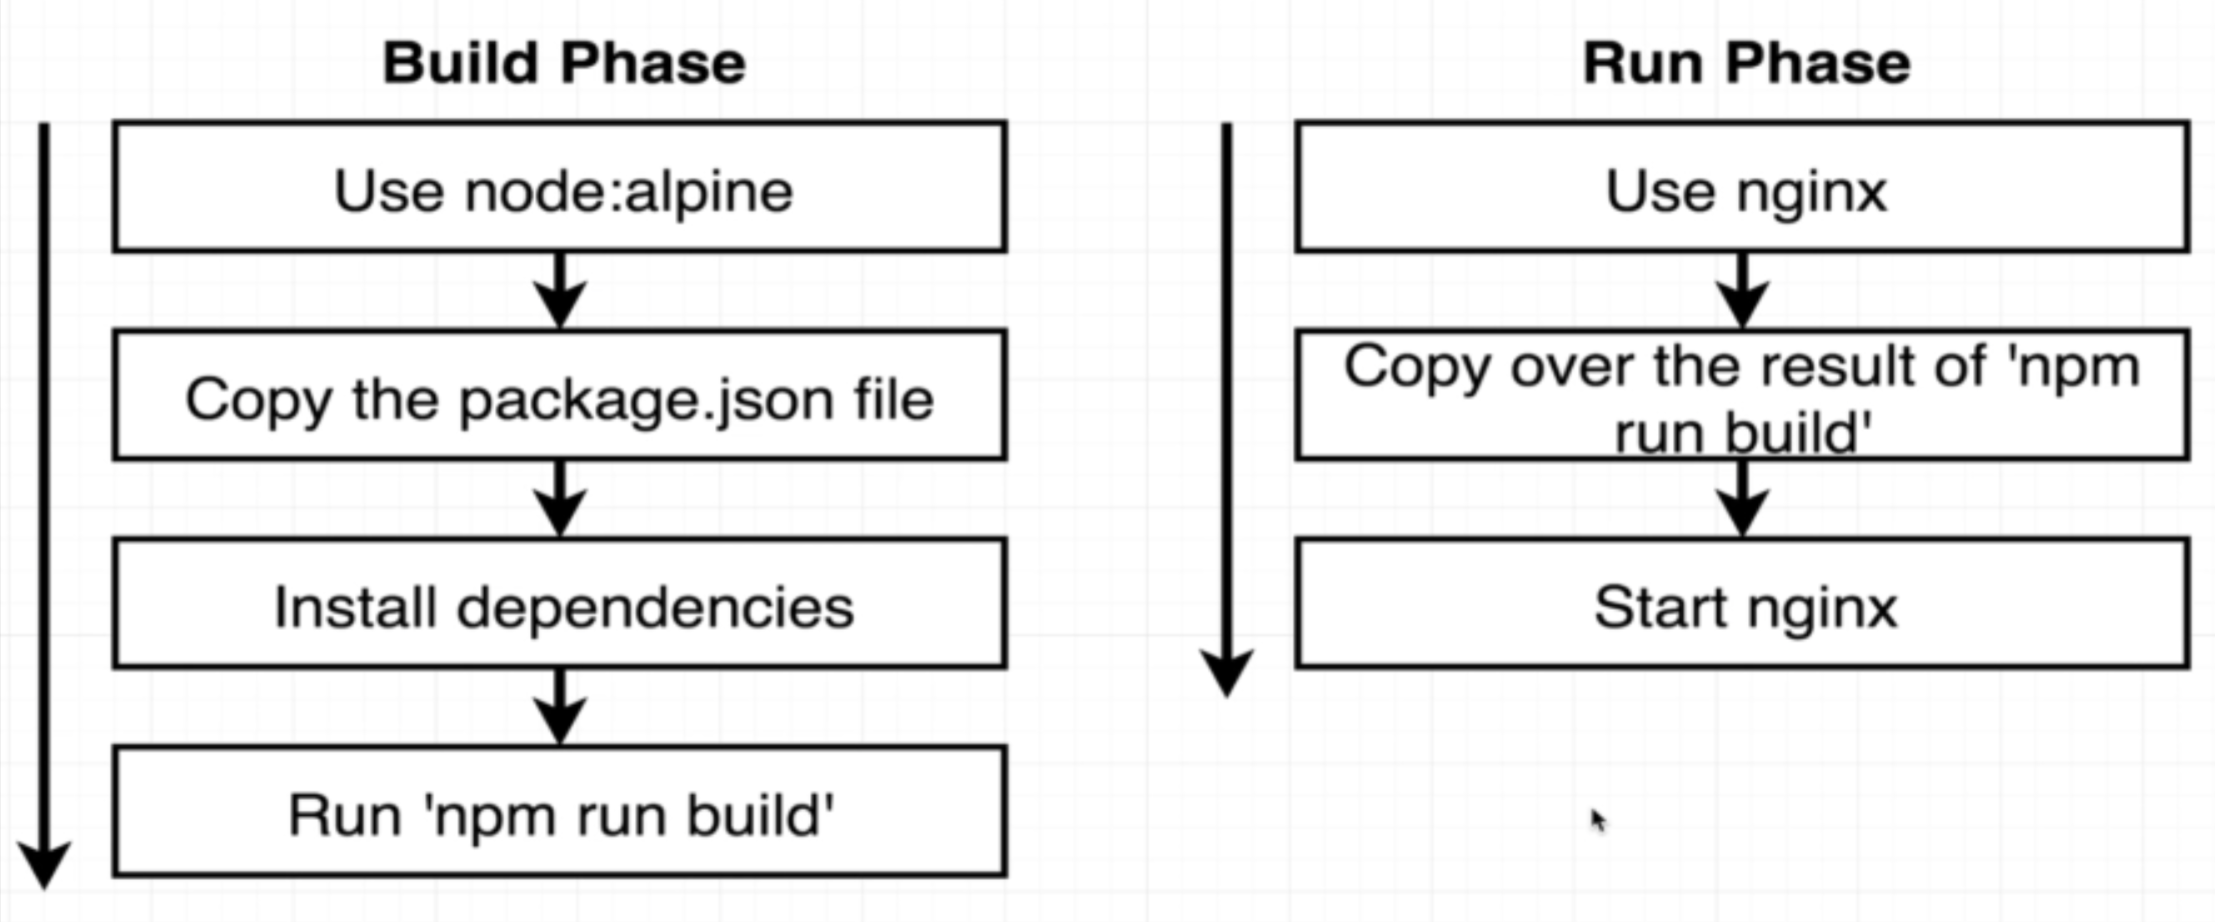 Build Phase
Use node:alpine
Copy the package.json file
Install dependencies
Run 'npm run build'
Run Phase
Use nginx
Copy over the result of 'npm
run build'
Start nginx